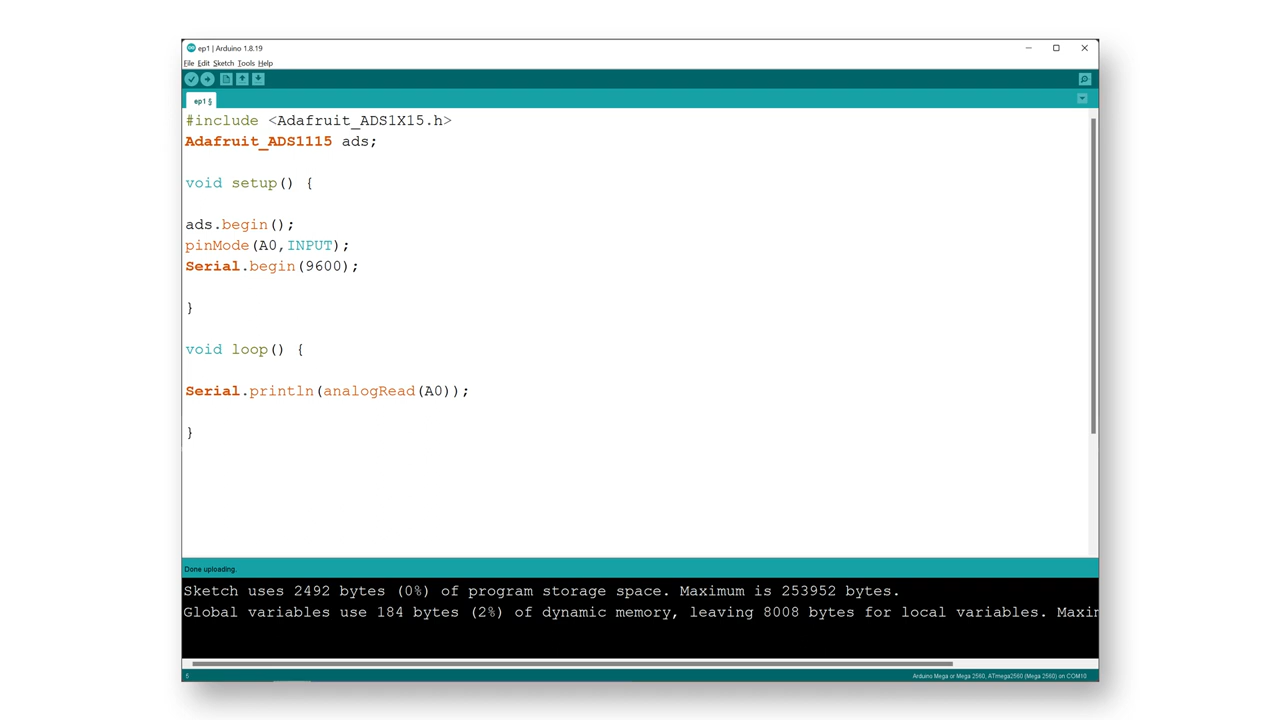 ep1 | Arduino 1.8.19
File Edit Sketch Tools Help
ep1 §
#include <Adafruit_ADS1X15.h>
Adafruit_ADS1115 ads;
void setup() {
ads.begin();
pinMode(A0,INPUT);
Serial.begin(9600);
}
void loop() {
Serial.println(analogRead(A0));
}
Done uploading.
Sketch uses 2492 bytes (0%) of program storage space. Maximum is 253952 bytes.
Global variables use 184 bytes (2%) of dynamic memory, leaving 8008 bytes for local variables. Maxim
5
Arduino Mega or Mega 2560, ATmega2560 (Mega 2560) on COM10